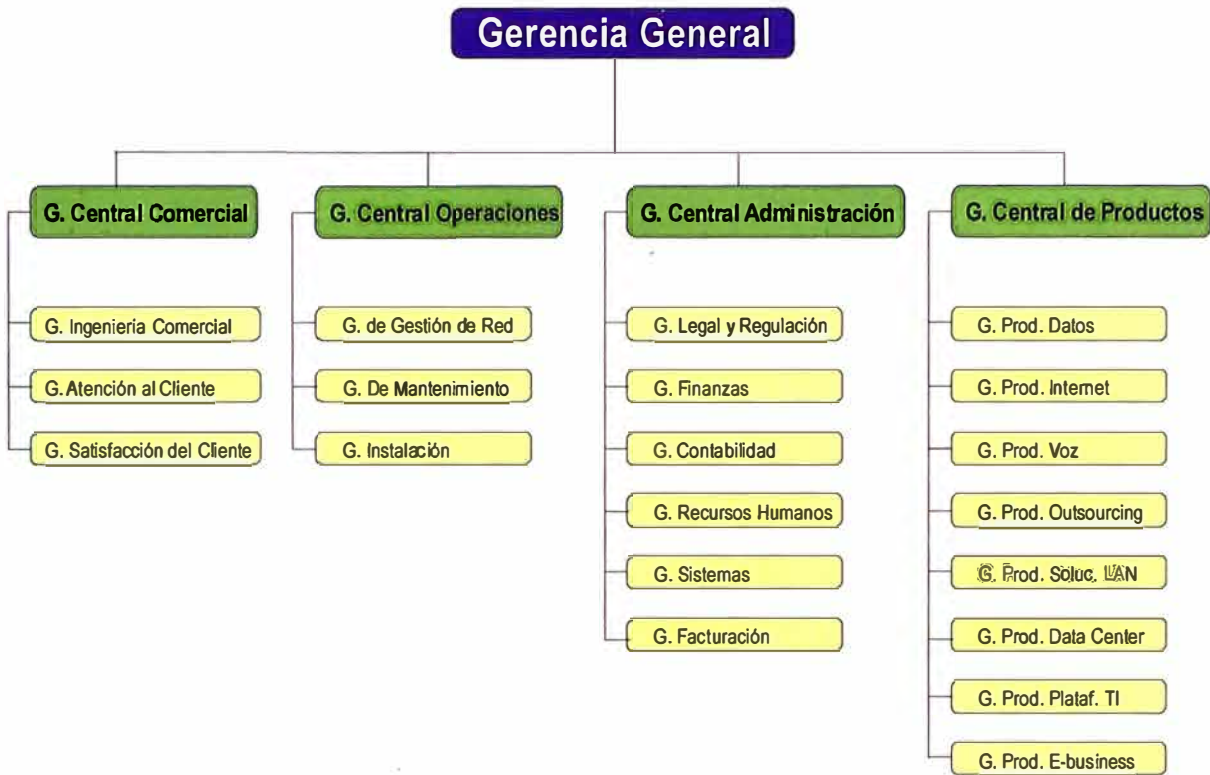 Gerencia General
G. Central Comercial
G. Ingeniería Comercial
G. Atención al Cliente
G. Satisfacción del Cliente
G. Central Operaciones
G. de Gestión de Red
G. De Mantenimiento
G. Instalación
G. Central Administración
G. Legal y Regulación
G. Finanzas
G. Contabilidad
G. Recursos Humanos
G. Sistemas
G. Facturación
G. Central de Productos
G. Prod. Datos
G. Prod. Internet
G. Prod. Voz
G. Prod. Outsourcing
G. Prod. Soluc. LAN
G. Prod. Data Center
G. Prod. Plataf. TI
G. Prod. E-business